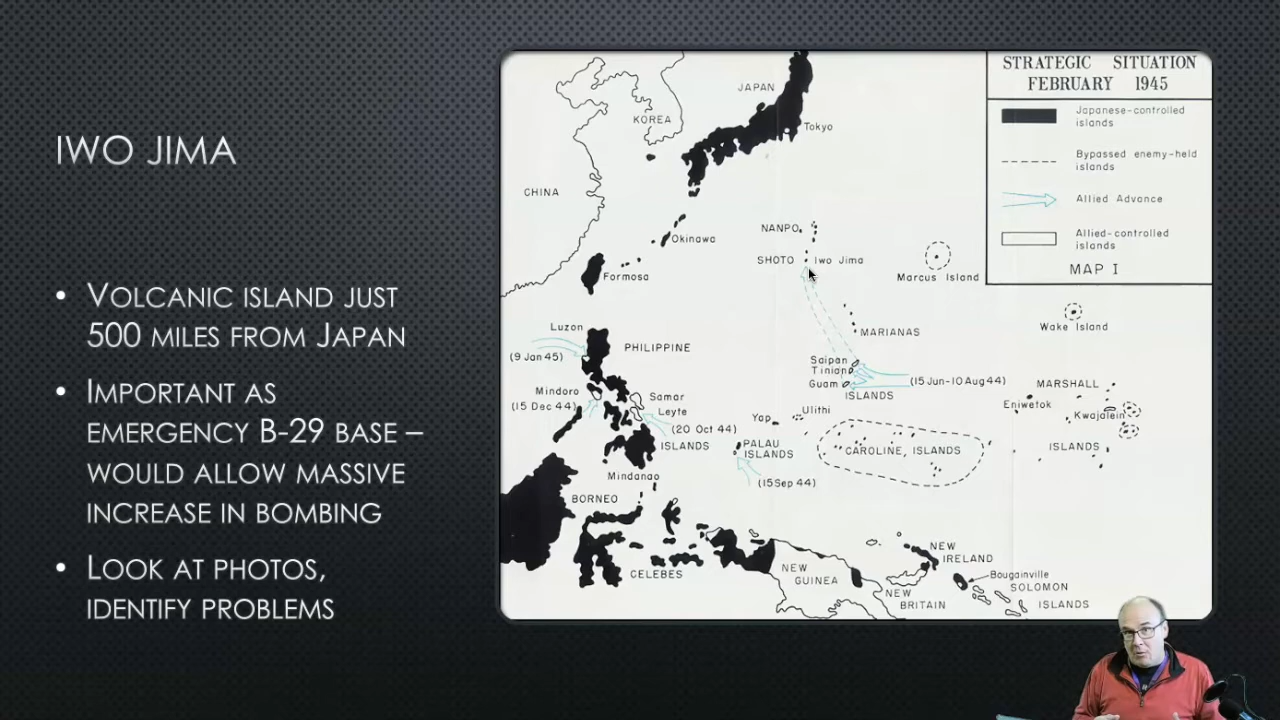 IWO JIMA
• VOLCANIC ISLAND JUST
500 MILES FROM JAPAN
• IMPORTANT AS
EMERGENCY B-29 BASE –
WOULD ALLOW MASSIVE
INCREASE IN BOMBING
• LOOK AT PHOTOS,
IDENTIFY PROBLEMS
STRATEGIC SITUATION
FEBRUARY 1945
Japanese-controlled
islands
Bypassed enemy-held
islands
Allied Advance
Allied-controlled
islands
MAP I
JAPAN
KOREA
Tokyo
CHINA
NANPO
SHOTO
Iwo Jima
Okinawa
Formosa
Marcus Island
Wake Island
Luzon
(9 Jan 45)
PHILIPPINE
MARIANAS
Saipan
Tinian
Guam
(15 Jun-10 Aug 44)
ISLANDS
Mindoro
(15 Dec 44)
Samar
Leyte
(20 Oct 44)
ISLANDS
Yap
Ulithi
MARSHALL
Eniwetok
Kwajalein
ISLANDS
PALAU
ISLANDS
(15 Sep 44)
CAROLINE, ISLANDS
Mindanao
BORNEO
CELEBES
NEW
GUINEA
NEW
IRELAND
NEW
BRITAIN
Bougainville
SOLOMON
ISLANDS